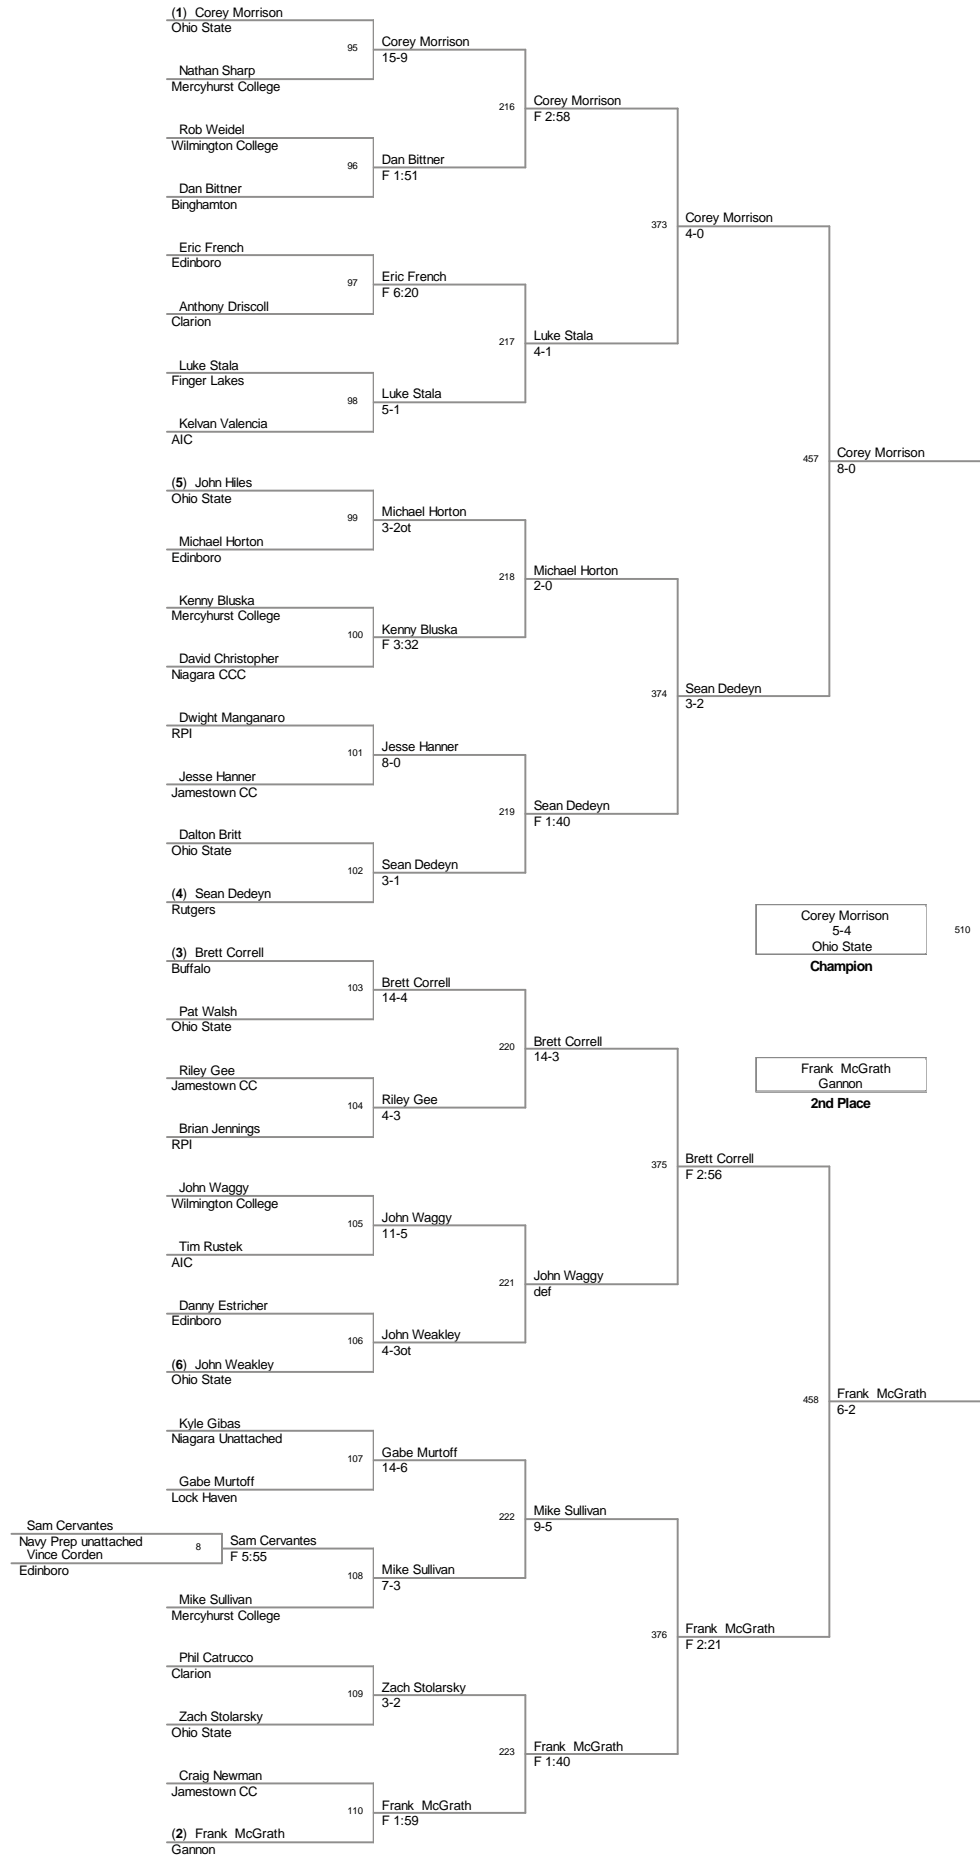 (1) Corey Morrison
Ohio State
95
Corey Morrison
15-9
Nathan Sharp
Mercyhurst College
216
Corey Morrison
F 2:58
Rob Weidel
Wilmington College
96
Dan Bittner
F 1:51
Dan Bittner
Binghamton
373
Corey Morrison
4-0
Eric French
Edinboro
97
Eric French
F 6:20
Anthony Driscoll
Clarion
217
Luke Stala
4-1
Luke Stala
Finger Lakes
98
Luke Stala
5-1
Kelvan Valencia
AIC
457
Corey Morrison
8-0
(5) John Hiles
Ohio State
99
Michael Horton
3-2ot
Michael Horton
Edinboro
218
Michael Horton
2-0
Kenny Bluska
Mercyhurst College
100
Kenny Bluska
F 3:32
David Christopher
Niagara CCC
374
Sean Dedeyn
3-2
Dwight Manganaro
RPI
101
Jesse Hanner
8-0
Jesse Hanner
Jamestown CC
219
Sean Dedeyn
F 1:40
Dalton Britt
Ohio State
102
Sean Dedeyn
3-1
(4) Sean Dedeyn
Rutgers
Corey Morrison
5-4
Ohio State
510
Champion
(3) Brett Correll
Buffalo
103
Brett Correll
14-4
Pat Walsh
Ohio State
220
Brett Correll
14-3
Frank McGrath
Gannon
2nd Place
Riley Gee
Jamestown CC
104
Riley Gee
4-3
Brian Jennings
RPI
375
Brett Correll
F 2:56
John Waggy
Wilmington College
105
John Waggy
11-5
Tim Rustek
AIC
221
John Waggy
def
Danny Estricher
Edinboro
106
John Weakley
4-3ot
(6) John Weakley
Ohio State
458
Frank McGrath
6-2
Kyle Gibas
Niagara Unattached
107
Gabe Murtoff
14-6
Gabe Murtoff
Lock Haven
222
Mike Sullivan
9-5
Sam Cervantes
Navy Prep unattached
8
Sam Cervantes
F 5:55
Vince Corden
Edinboro
108
Mike Sullivan
7-3
Mike Sullivan
Mercyhurst College
376
Frank McGrath
F 2:21
Phil Catrucco
Clarion
109
Zach Stolarsky
3-2
Zach Stolarsky
Ohio State
223
Frank McGrath
F 1:40
Craig Newman
Jamestown CC
110
Frank McGrath
F 1:59
(2) Frank McGrath
Gannon